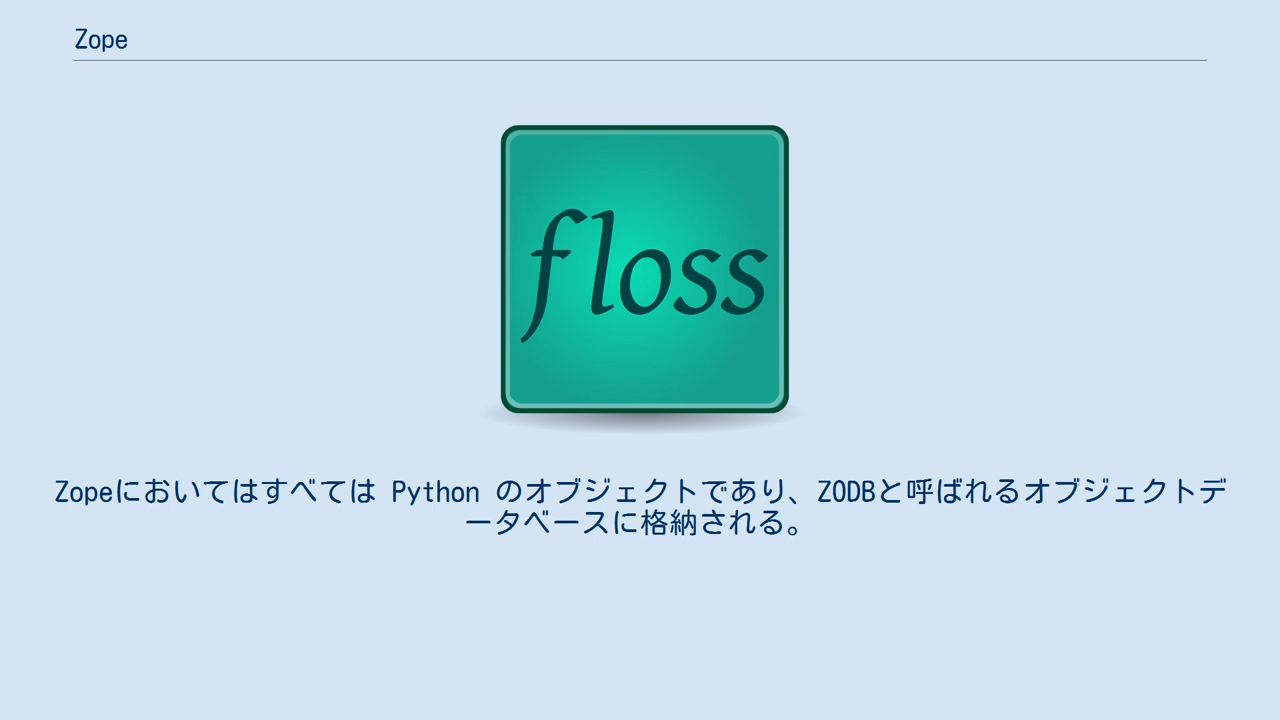 Zope
floss
Zopeにおいてはすべては Python のオブジェクトであり、ZODBと呼ばれるオブジェクトデ
ータベースに格納される。